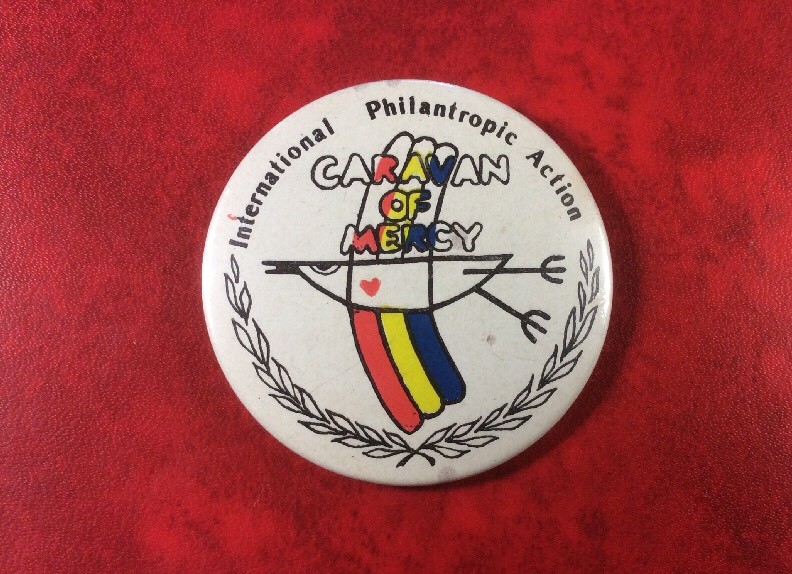 International Philantropic Action
CARAVAN
OF
MERCY